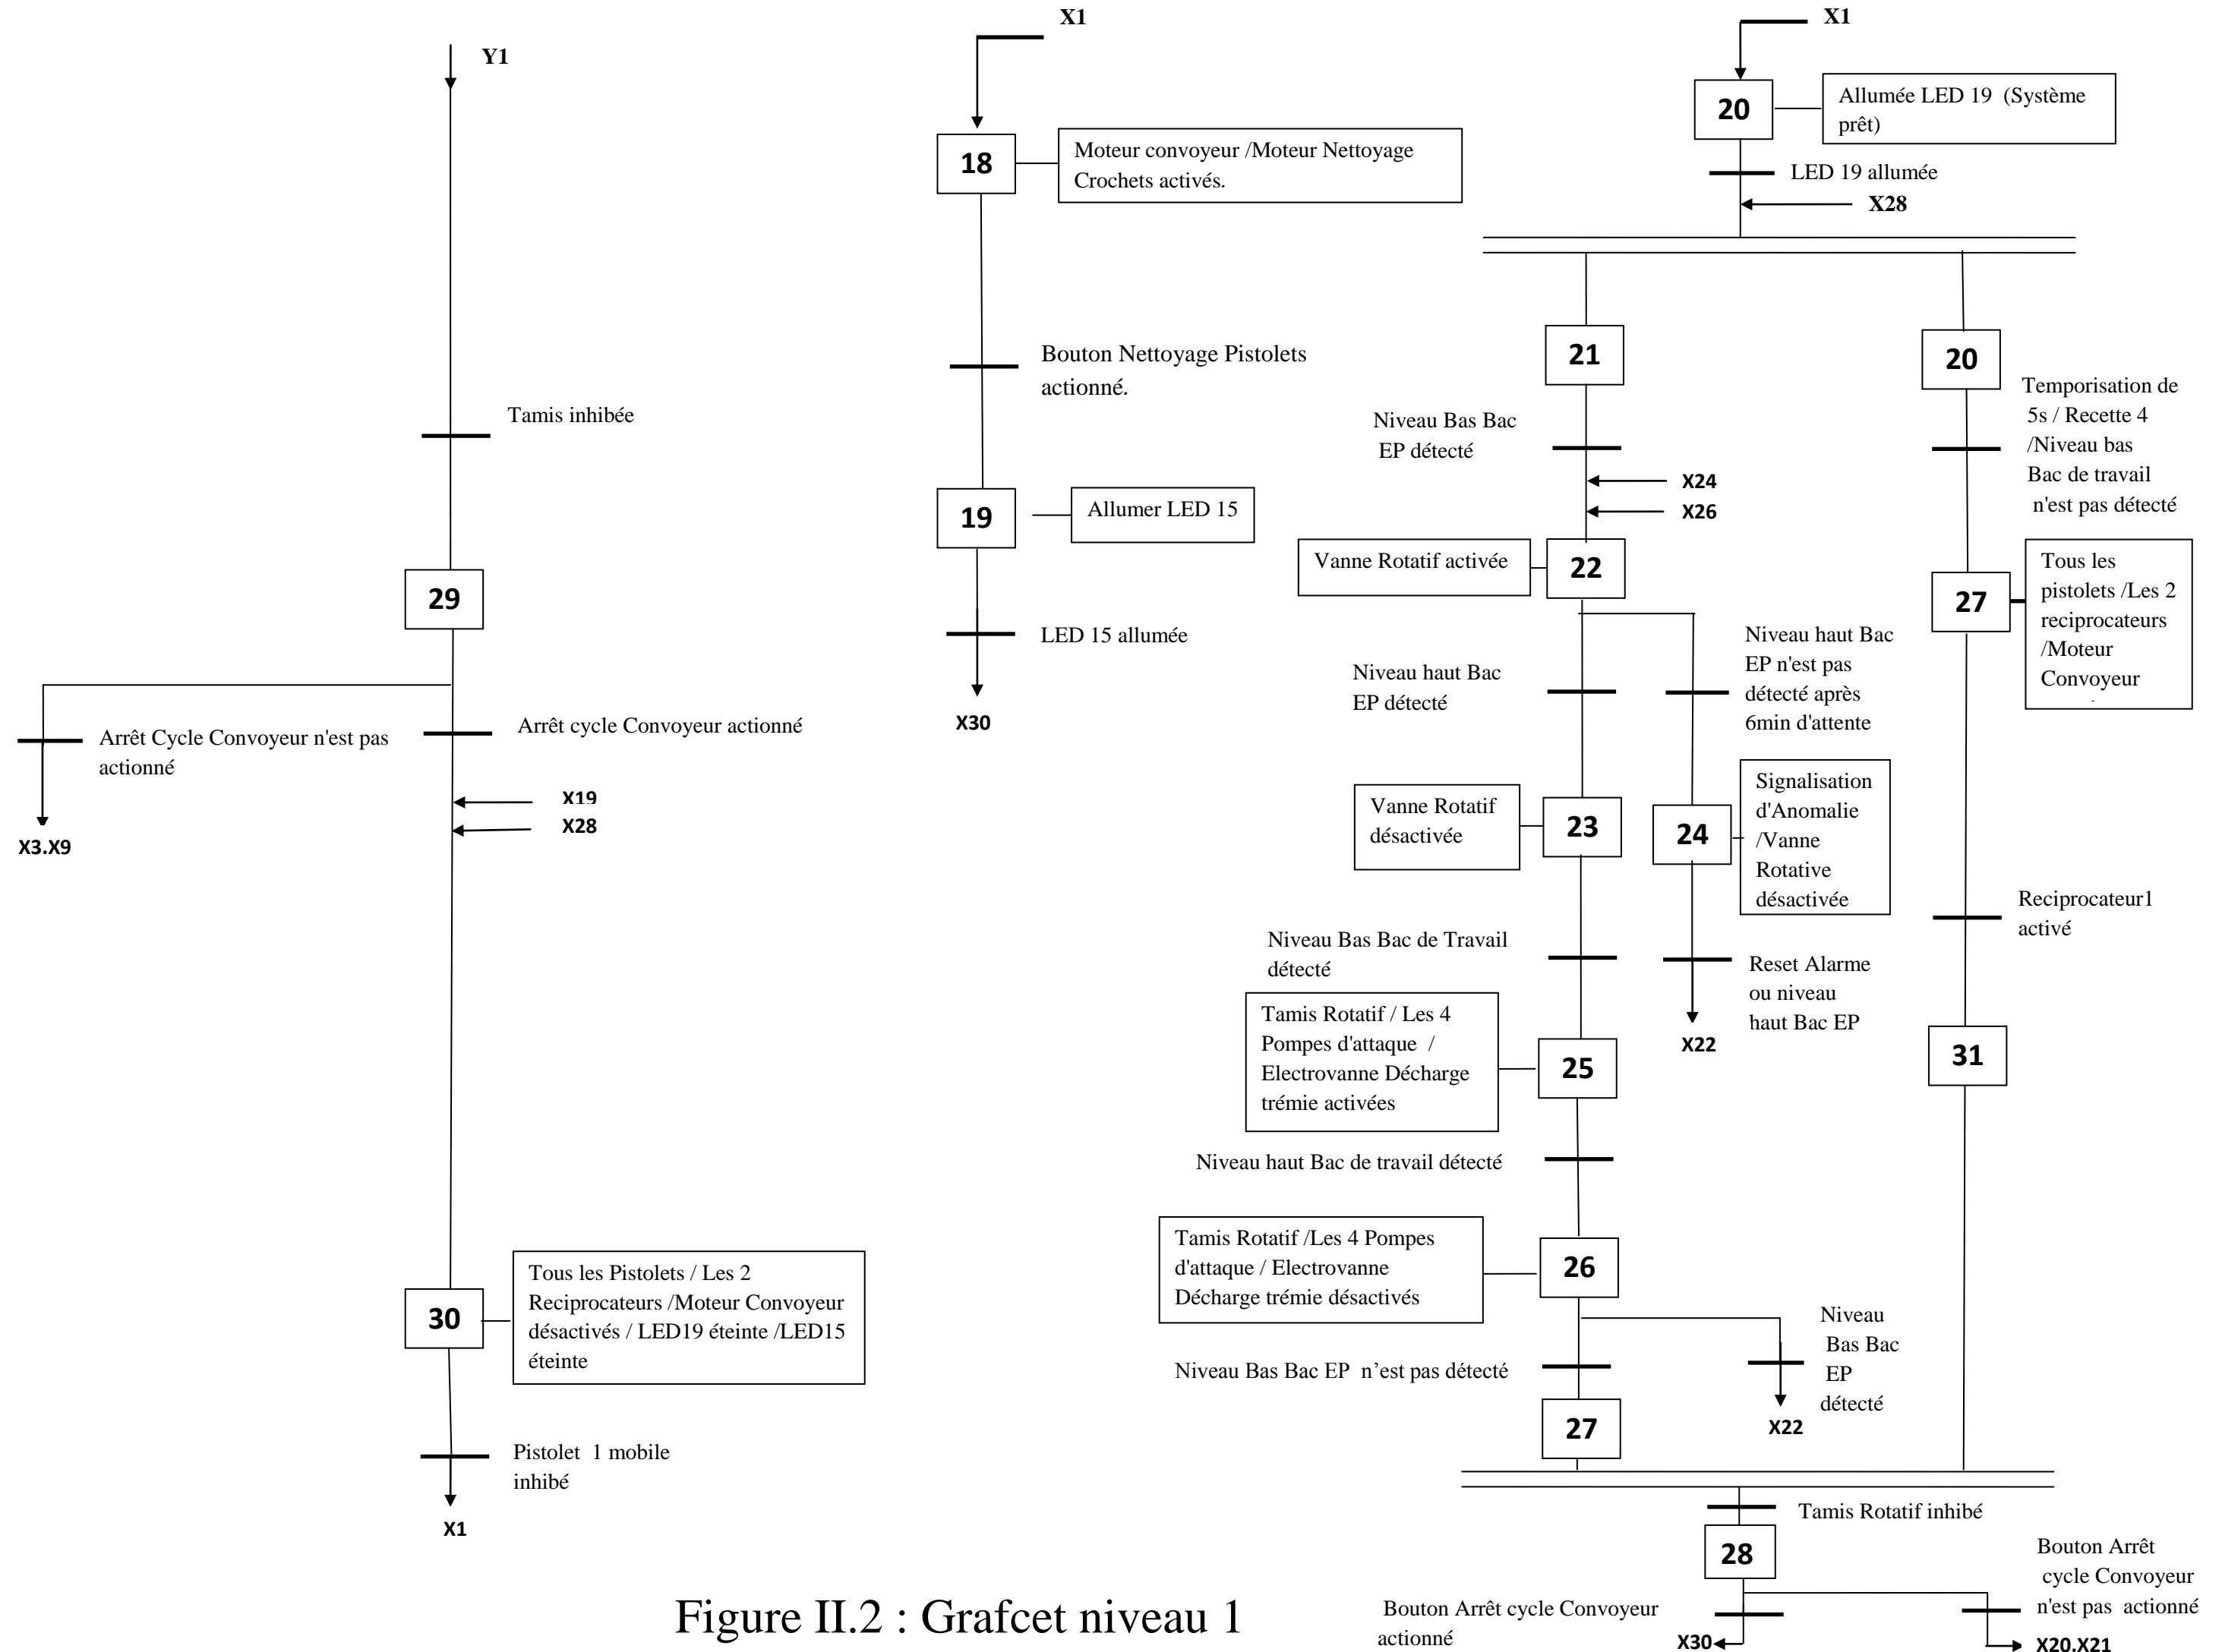 Y1
Tamis inhibée
29
Arrêt Cycle Convoyeur n'est pas
actionné
X3.X9
Arrêt cycle Convoyeur actionné
X19
X28
30
Tous les Pistolets / Les 2
Reciprocateurs /Moteur Convoyeur
désactivés / LED19 éteinte /LED15
éteinte
Pistolet 1 mobile
inhibé
X1
X1
18
Moteur convoyeur /Moteur Nettoyage
Crochets activés.
Bouton Nettoyage Pistolets
actionné.
19
Allumer LED 15
LED 15 allumée
X30
X1
20
Allumée LED 19 (Système
prêt)
LED 19 allumée
X28
21
Niveau Bas Bac
EP détecté
X24
X26
Vanne Rotatif activée
22
Niveau haut Bac
EP détecté
Niveau haut Bac
EP n'est pas
détecté après
6min d'attente
Vanne Rotatif
désactivée
23
24
Signalisation
d'Anomalie
/Vanne
Rotative
désactivée
Niveau Bas Bac de Travail
détecté
Reset Alarme
ou niveau
haut Bac EP
X22
Tamis Rotatif / Les 4
Pompes d'attaque /
Electrovanne Décharge
trémie activées
25
Niveau haut Bac de travail détecté
Tamis Rotatif /Les 4 Pompes
d'attaque / Electrovanne
Décharge trémie désactivés
26
Niveau Bas Bac EP n’est pas détecté
Niveau
Bas Bac
EP
détecté
X22
27
20
Temporisation de
5s / Recette 4
/Niveau bas
Bac de travail
n'est pas détecté
27
Tous les
pistolets /Les 2
reciprocateurs
/Moteur
Convoyeur
Reciprocateur1
activé
31
Tamis Rotatif inhibé
28
Bouton Arrêt cycle Convoyeur
actionné
X30
Bouton Arrêt
cycle Convoyeur
n'est pas actionné
X20.X21
Figure II.2 : Grafcet niveau 1